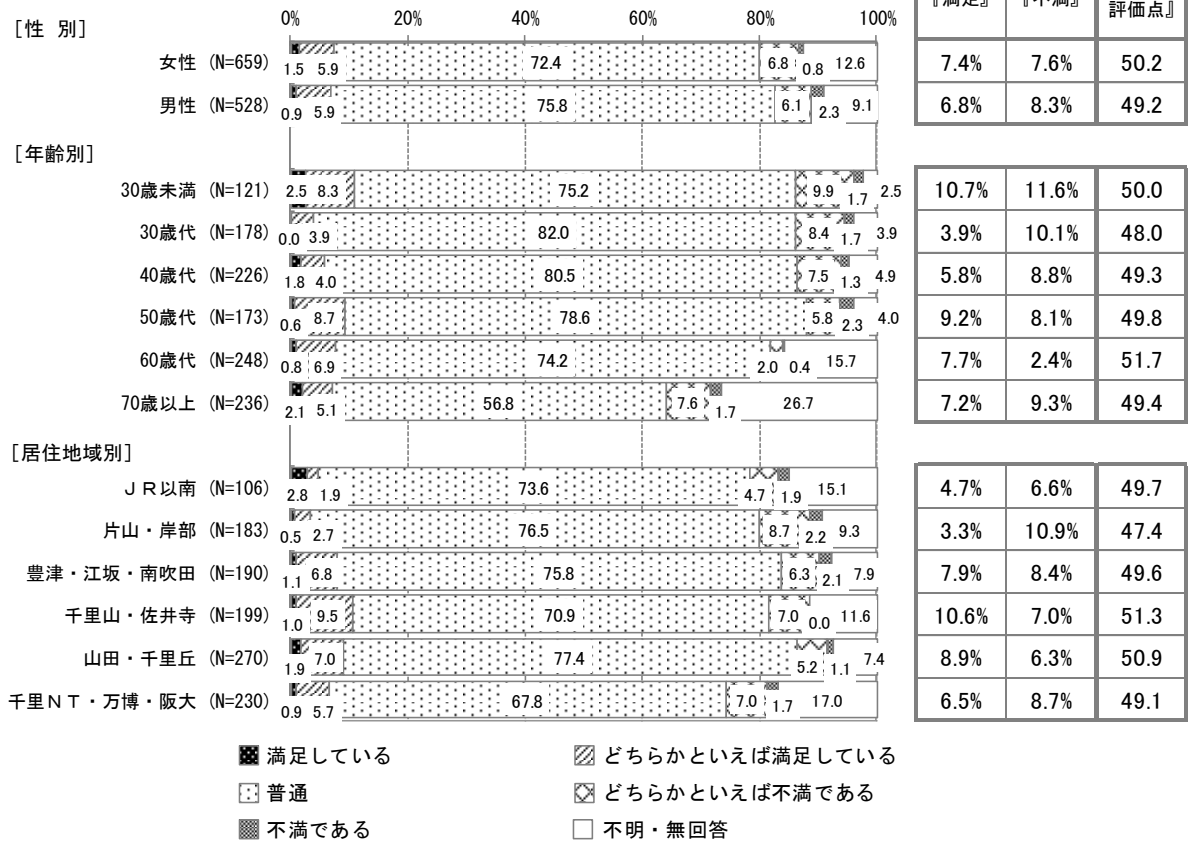 0% 20% 40% 60% 80% 100%
『満足』 『不満』 評価点』
[性 別]
女性 (N=659) 1.5 5.9 72.4 6.8 0.8 12.6 7.4% 7.6% 50.2
男性 (N=528) 0.9 5.9 75.8 6.1 2.3 9.1 6.8% 8.3% 49.2
[年齢別]
30歳未満 (N=121) 2.5 8.3 75.2 9.9 1.7 2.5 10.7% 11.6% 50.0
30歳代 (N=178) 0.0 3.9 82.0 8.4 1.7 3.9 3.9% 10.1% 48.0
40歳代 (N=226) 1.8 4.0 80.5 7.5 1.3 4.9 5.8% 8.8% 49.3
50歳代 (N=173) 0.6 8.7 78.6 5.8 2.3 4.0 9.2% 8.1% 49.8
60歳代 (N=248) 0.8 6.9 74.2 2.0 0.4 15.7 7.7% 2.4% 51.7
70歳以上 (N=236) 2.1 5.1 56.8 7.6 1.7 26.7 7.2% 9.3% 49.4
[居住地域別]
ＪＲ以南 (N=106) 2.8 1.9 73.6 4.7 1.9 15.1 4.7% 6.6% 49.7
片山・岸部 (N=183) 0.5 2.7 76.5 8.7 2.2 9.3 3.3% 10.9% 47.4
豊津・江坂・南吹田 (N=190) 1.1 6.8 75.8 6.3 2.1 7.9 7.9% 8.4% 49.6
千里山・佐井寺 (N=199) 1.0 9.5 70.9 7.0 0.0 11.6 10.6% 7.0% 51.3
山田・千里丘 (N=270) 1.9 7.0 77.4 5.2 1.1 7.4 8.9% 6.3% 50.9
千里ＮＴ・万博・阪大 (N=230) 0.9 5.7 67.8 7.0 1.7 17.0 6.5% 8.7% 49.1
満足している どちらかといえば満足している
普通 どちらかといえば不満である
不満である 不明・無回答